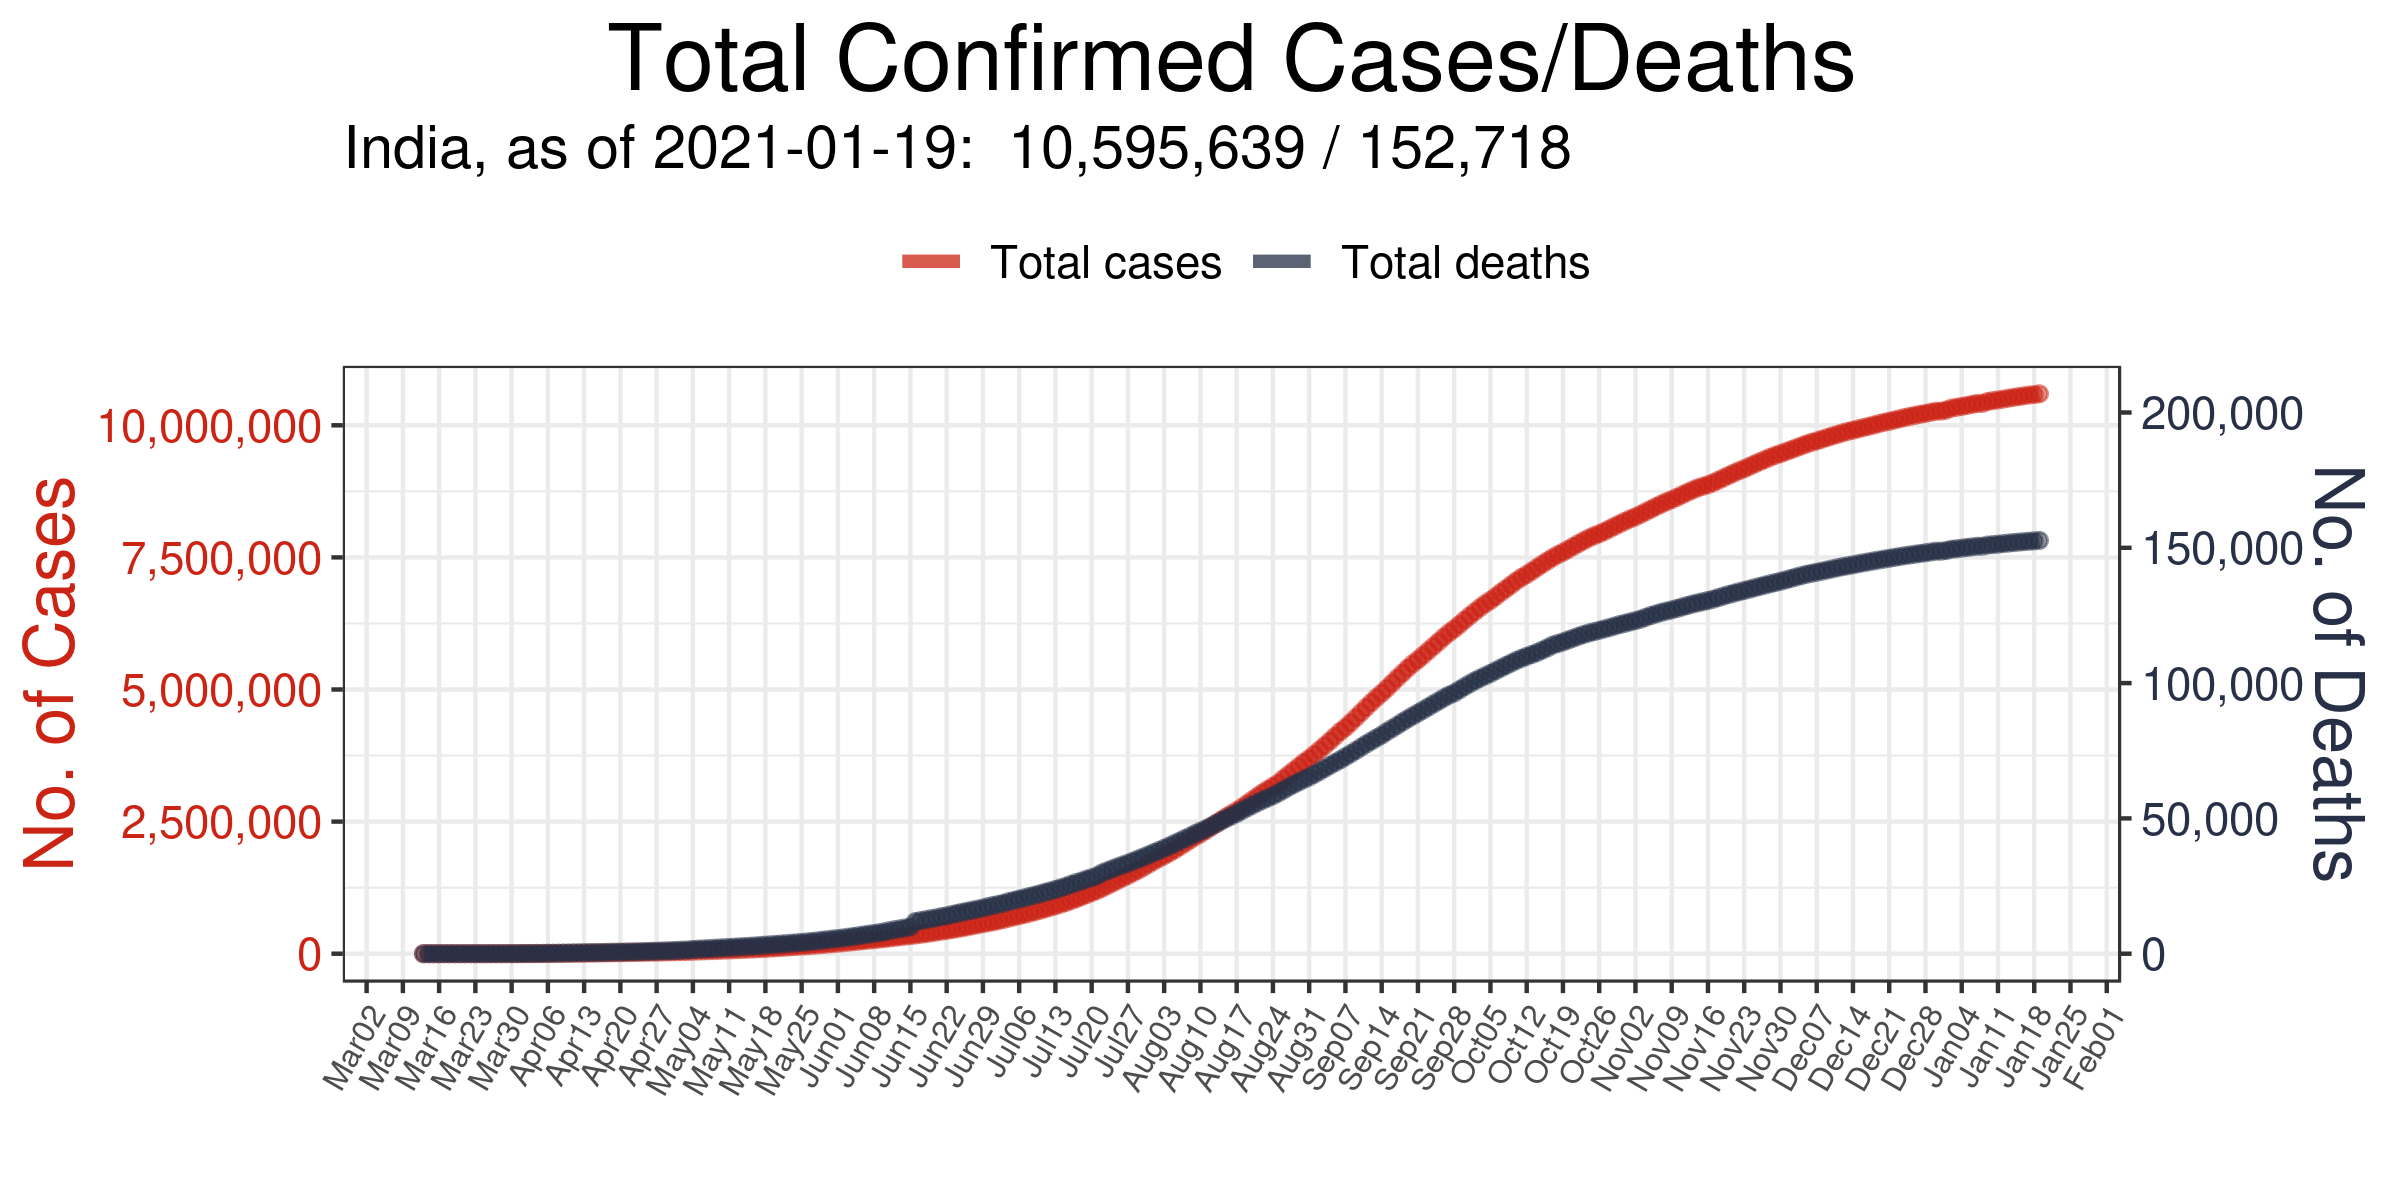 Total Confirmed Cases/Deaths
India, as of 2021-01-19: 10,595,639 / 152,718
Total cases
Total deaths
No. of Cases
10,000,000
7,500,000
5,000,000
2,500,000
0
200,000
150,000
100,000
50,000
0
No. of Deaths
Mar02
Mar09
Mar16
Mar23
Mar30
Apr06
Apr13
Apr20
Apr27
May04
May11
May18
May25
Jun01
Jun08
Jun15
Jun22
Jun29
Jul06
Jul13
Jul20
Jul27
Aug03
Aug10
Aug17
Aug24
Aug31
Sep07
Sep14
Sep21
Sep28
Oct05
Oct12
Oct19
Oct26
Nov02
Nov09
Nov16
Nov23
Nov30
Dec07
Dec14
Dec21
Dec28
Jan04
Jan11
Jan18
Jan25
Feb01